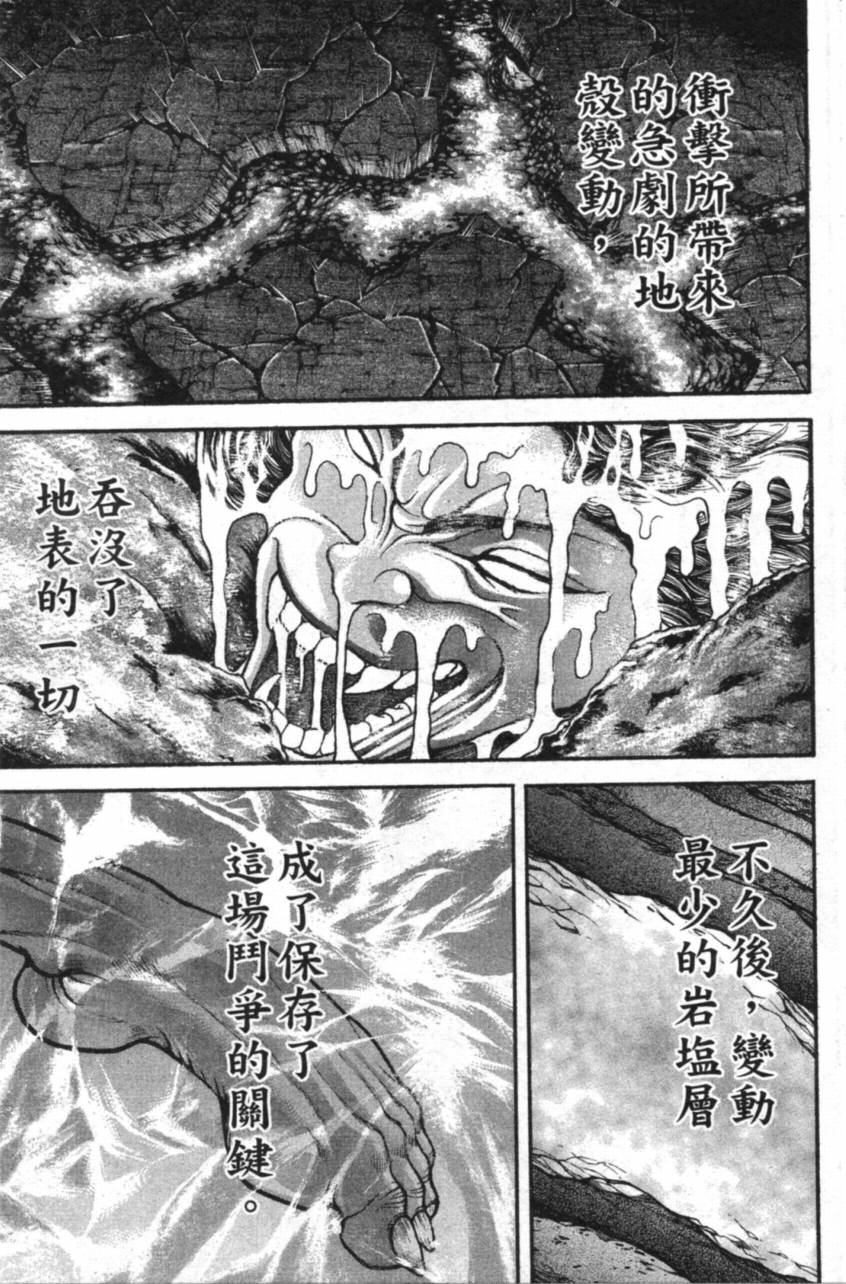 衝擊所帶來
的急劇的地
殼變動，
吞沒了
地表的一切
不久後，變動
最少的岩塩層
成了保存了
這場鬥爭的關鍵。